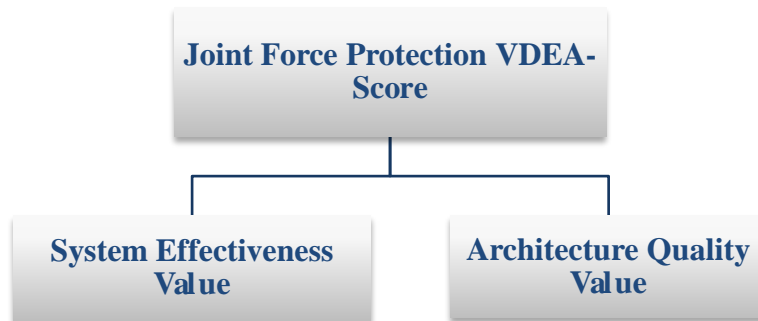 Joint Force Protection VDEA-
Score
System Effectiveness
Value
Architecture Quality
Value